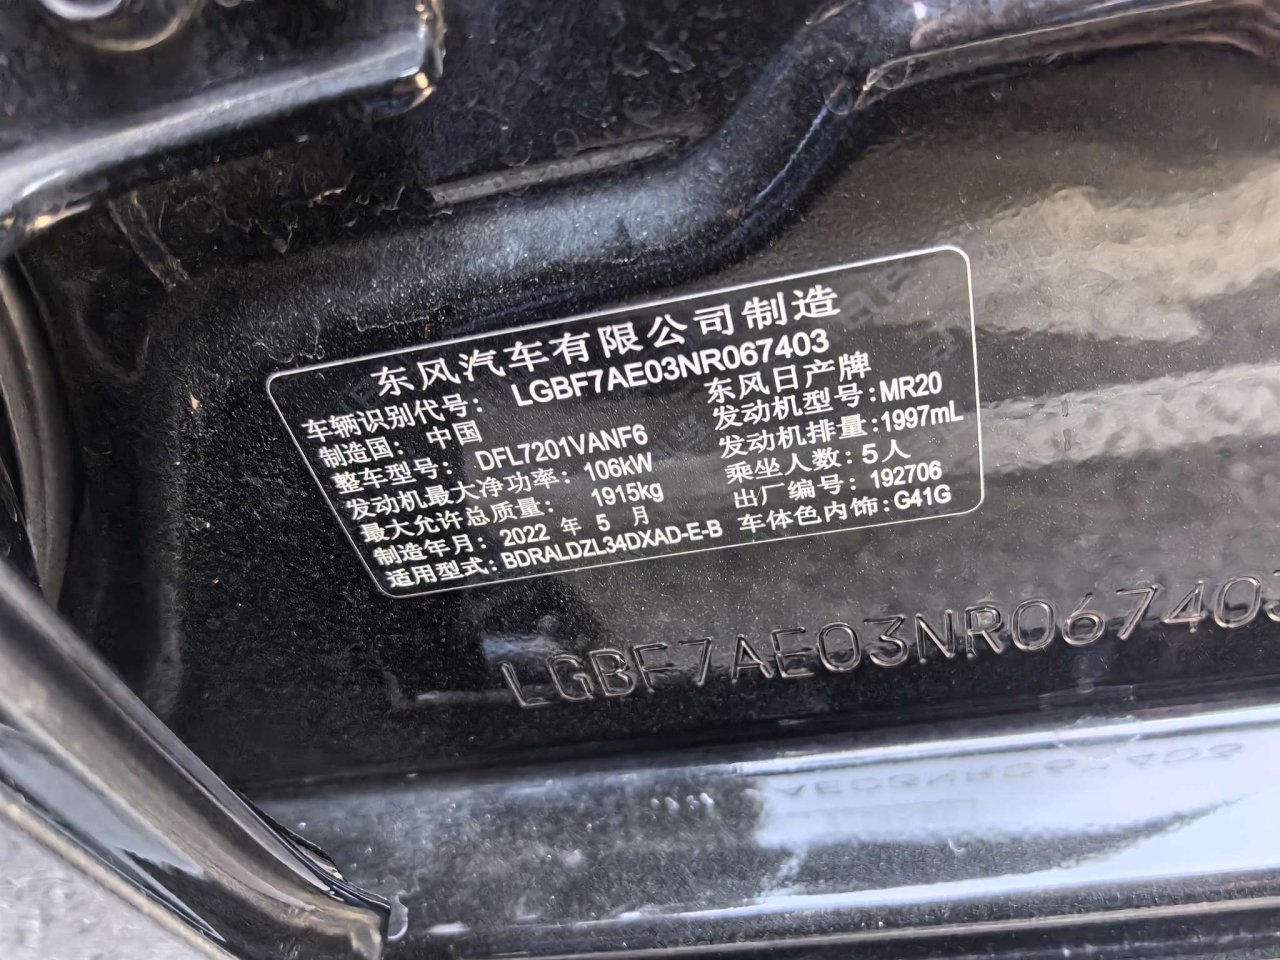 东风汽车有限公司制造
车辆识别代号： LGBF7AE03NR067403
制造国： 中国 东风日产牌
整车型号： DFL7201VANF6 发动机型号：MR20
发动机最大净功率：106kW 发动机排量：1997mL
最大允许总质量： 1915kg 乘坐人数：5人
制造年月：2022 年 5 月 出厂编号：192706
适用型式：BDRALDZL34DXAD-E-B 车体色内饰：G41G
LGBF7AE03NR067403